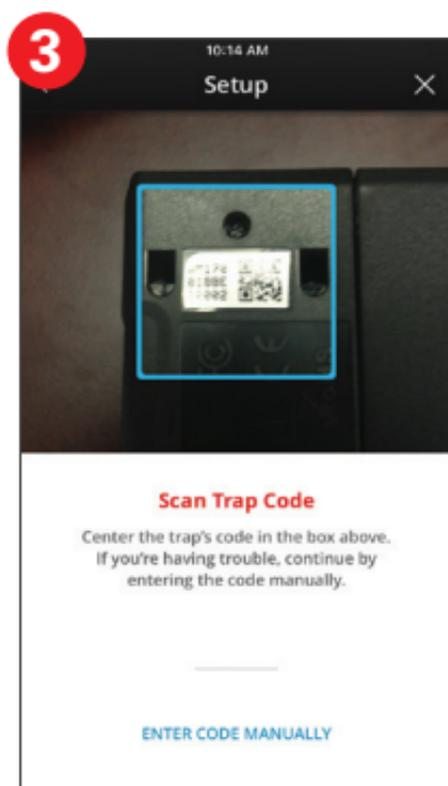 3
10:14 AM
Setup
Scan Trap Code
Center the trap's code in the box above.
If you're having trouble, continue by
entering the code manually.
ENTER CODE MANUALLY